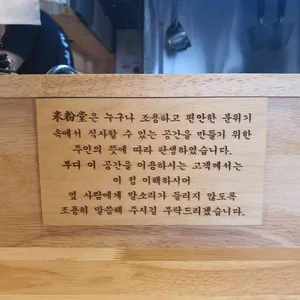 未粉堂은 누구나 조용하고 편안한 분위기
속에서 식사할 수 있는 공간을 만들기 위한
주인의 뜻에 따라 탄생하였습니다.
부디 이 공간을 이용하시는 고객께서는
이 점 이해하시어
옆 사람에게 말소리가 들리지 않도록
조용히 말씀해 주시길 부탁드리겠습니다.